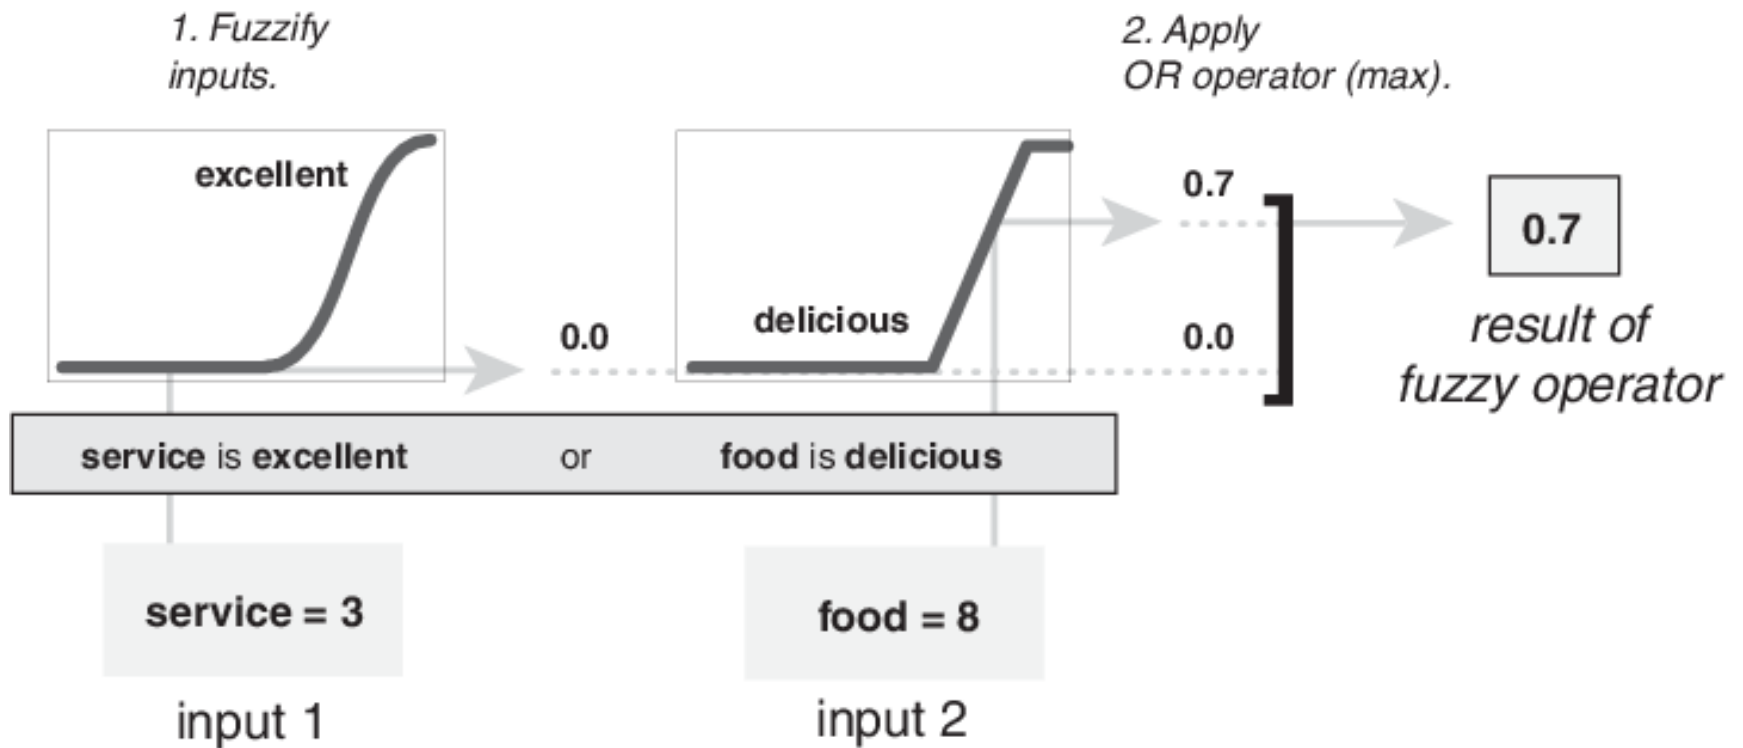 1. Fuzzify
inputs.
2. Apply
OR operator (max).
excellent
0.7
0.7
delicious
0.0
0.0
result of
fuzzy operator
service is excellent or food is delicious
service = 3
food = 8
input 1
input 2